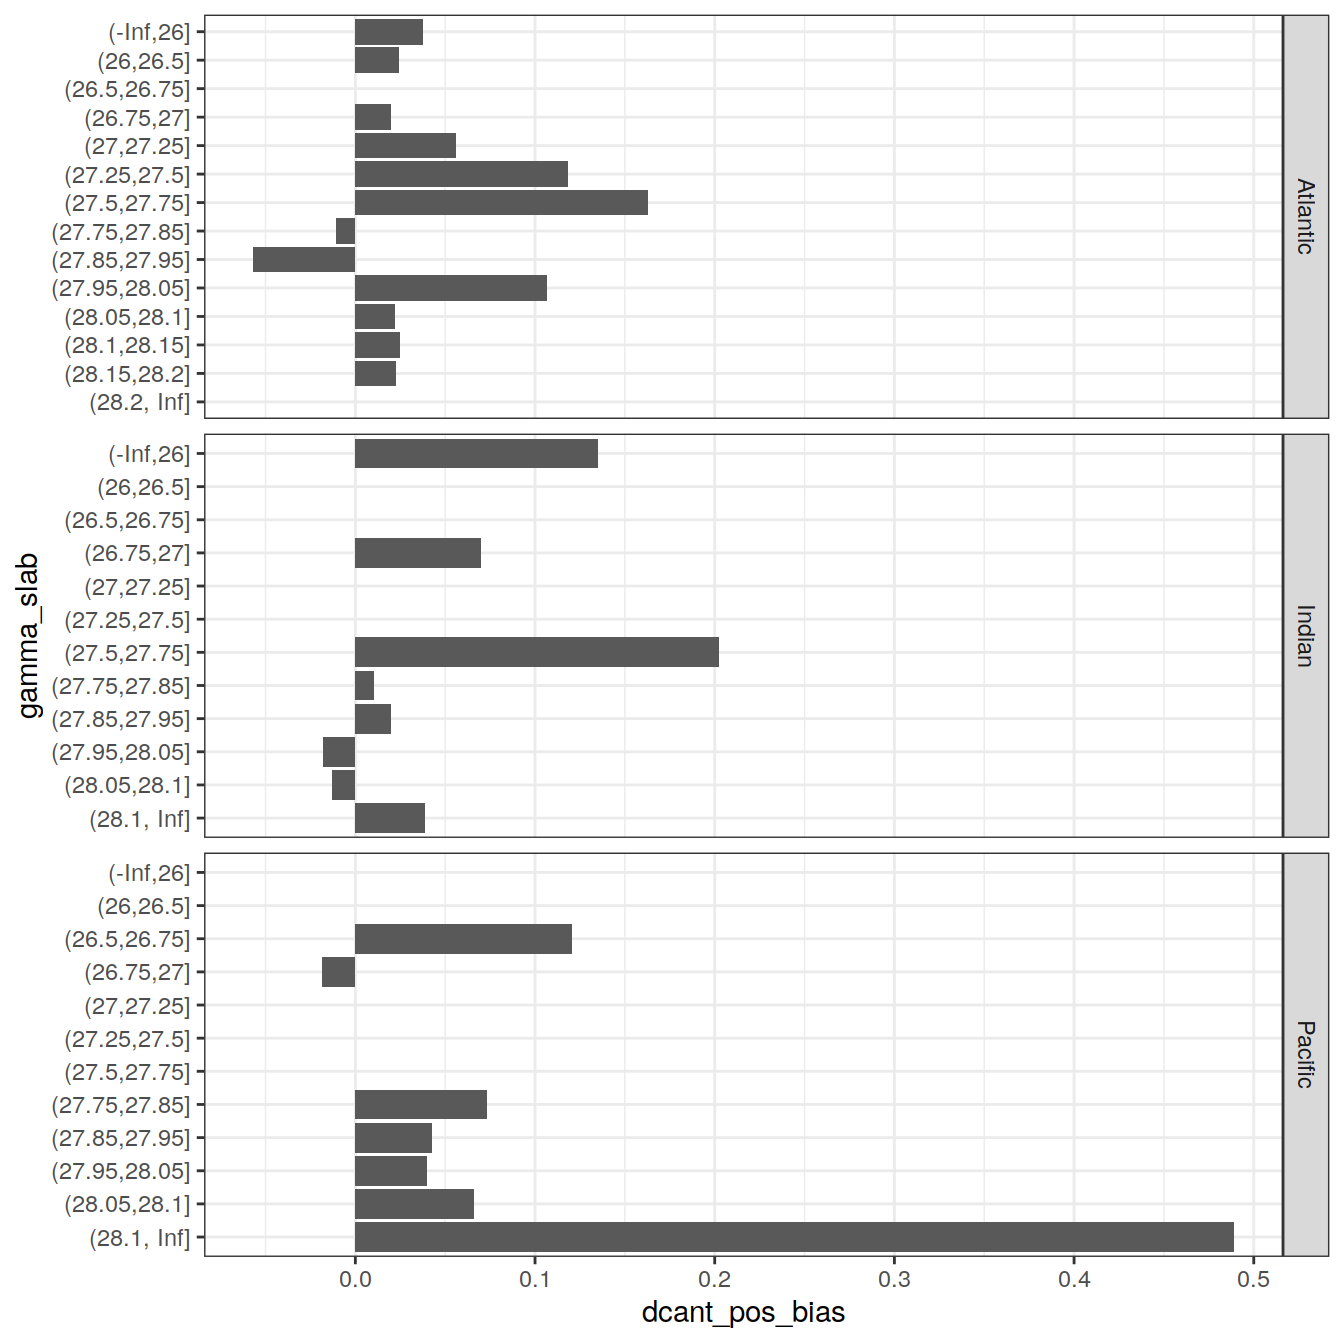 (-Inf,26]
(26,26.5]
(26.5,26.75]
(26.75,27]
(27,27.25]
(27.25,27.5]
(27.5,27.75]
(27.75,27.85]
(27.85,27.95]
(27.95,28.05]
(28.05,28.1]
(28.1,28.15]
(28.15,28.2]
(28.2, Inf]
Atlantic
(-Inf,26]
(26,26.5]
(26.5,26.75]
(26.75,27]
(27,27.25]
(27.25,27.5]
(27.5,27.75]
(27.75,27.85]
(27.85,27.95]
(27.95,28.05]
(28.05,28.1]
(28.1, Inf]
Indian
gamma_slab
(-Inf,26]
(26,26.5]
(26.5,26.75]
(26.75,27]
(27,27.25]
(27.25,27.5]
(27.5,27.75]
(27.75,27.85]
(27.85,27.95]
(27.95,28.05]
(28.05,28.1]
(28.1, Inf]
Pacific
0.0 0.1 0.2 0.3 0.4 0.5
dcant_pos_bias